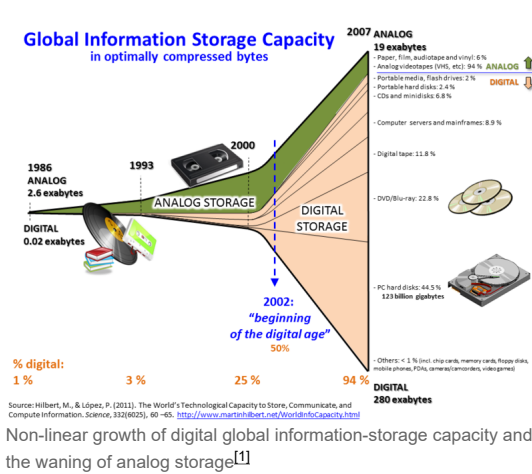 Global Information Storage Capacity
in optimally compressed bytes
2007 ANALOG
19 exabytes
- Paper, film, audiotape and vinyl: 6 %
- Analog videotapes (VHS, etc): 94 %
ANALOG
DIGITAL
- Portable media, flash drives: 2 %
- Portable hard disks: 2.4 %
- CDs and minidisks: 6.8 %
- Computer servers and mainframes: 8.9 %
- Digital tape: 11.8 %
- DVD/Blu-ray: 22.8 %
- PC hard disks: 44.5 %
123 billion gigabytes
- Others: < 1 % (incl. chip cards, memory cards, floppy disks,
mobile phones, PDAs, cameras/camcorders, video games)
DIGITAL
280 exabytes
1986
ANALOG
2.6 exabytes
DIGITAL
0.02 exabytes
1993
2000
ANALOG STORAGE
DIGITAL
STORAGE
2002:
"beginning
of the digital age"
50%
% digital:
1 %
3 %
25 %
94 %
Source: Hilbert, M., & López, P. (2011). The World's Technological Capacity to Store, Communicate, and
Compute Information. Science, 332(6025), 60 –65. http://www.martinhilbert.net/WorldInfoCapacity.html
Non-linear growth of digital global information-storage capacity and
the waning of analog storage[1]